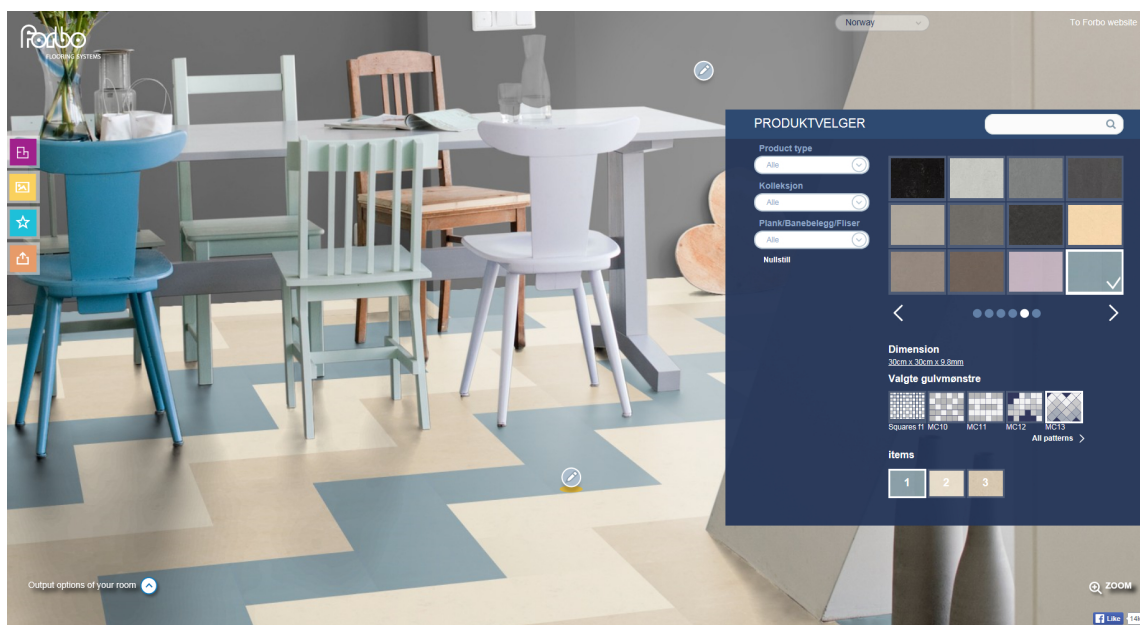 Forbo
FLOORING SYSTEMS
Norway
To Forbo website
PRODUKTVELGER
Product type
Alle
Kolleksjon
Alle
Plank/Banebelegg/Fliser
Alle
Nullstill
Dimension
30cm x 30cm x 9.8mm
Valgte gulvmønstre
Squares f1 MC10 MC11 MC12 MC13
All patterns
items
1 2 3
Output options of your room
ZOOM
Like